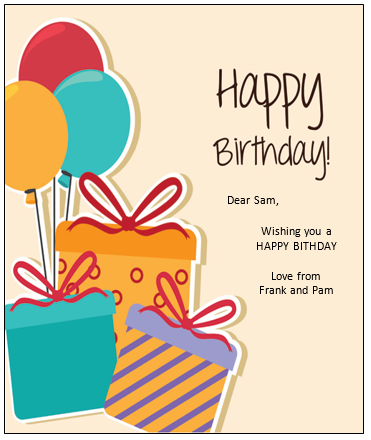 Happy
Birthday!
Dear Sam,
Wishing you a
HAPPY BITHDAY
Love from
Frank and Pam